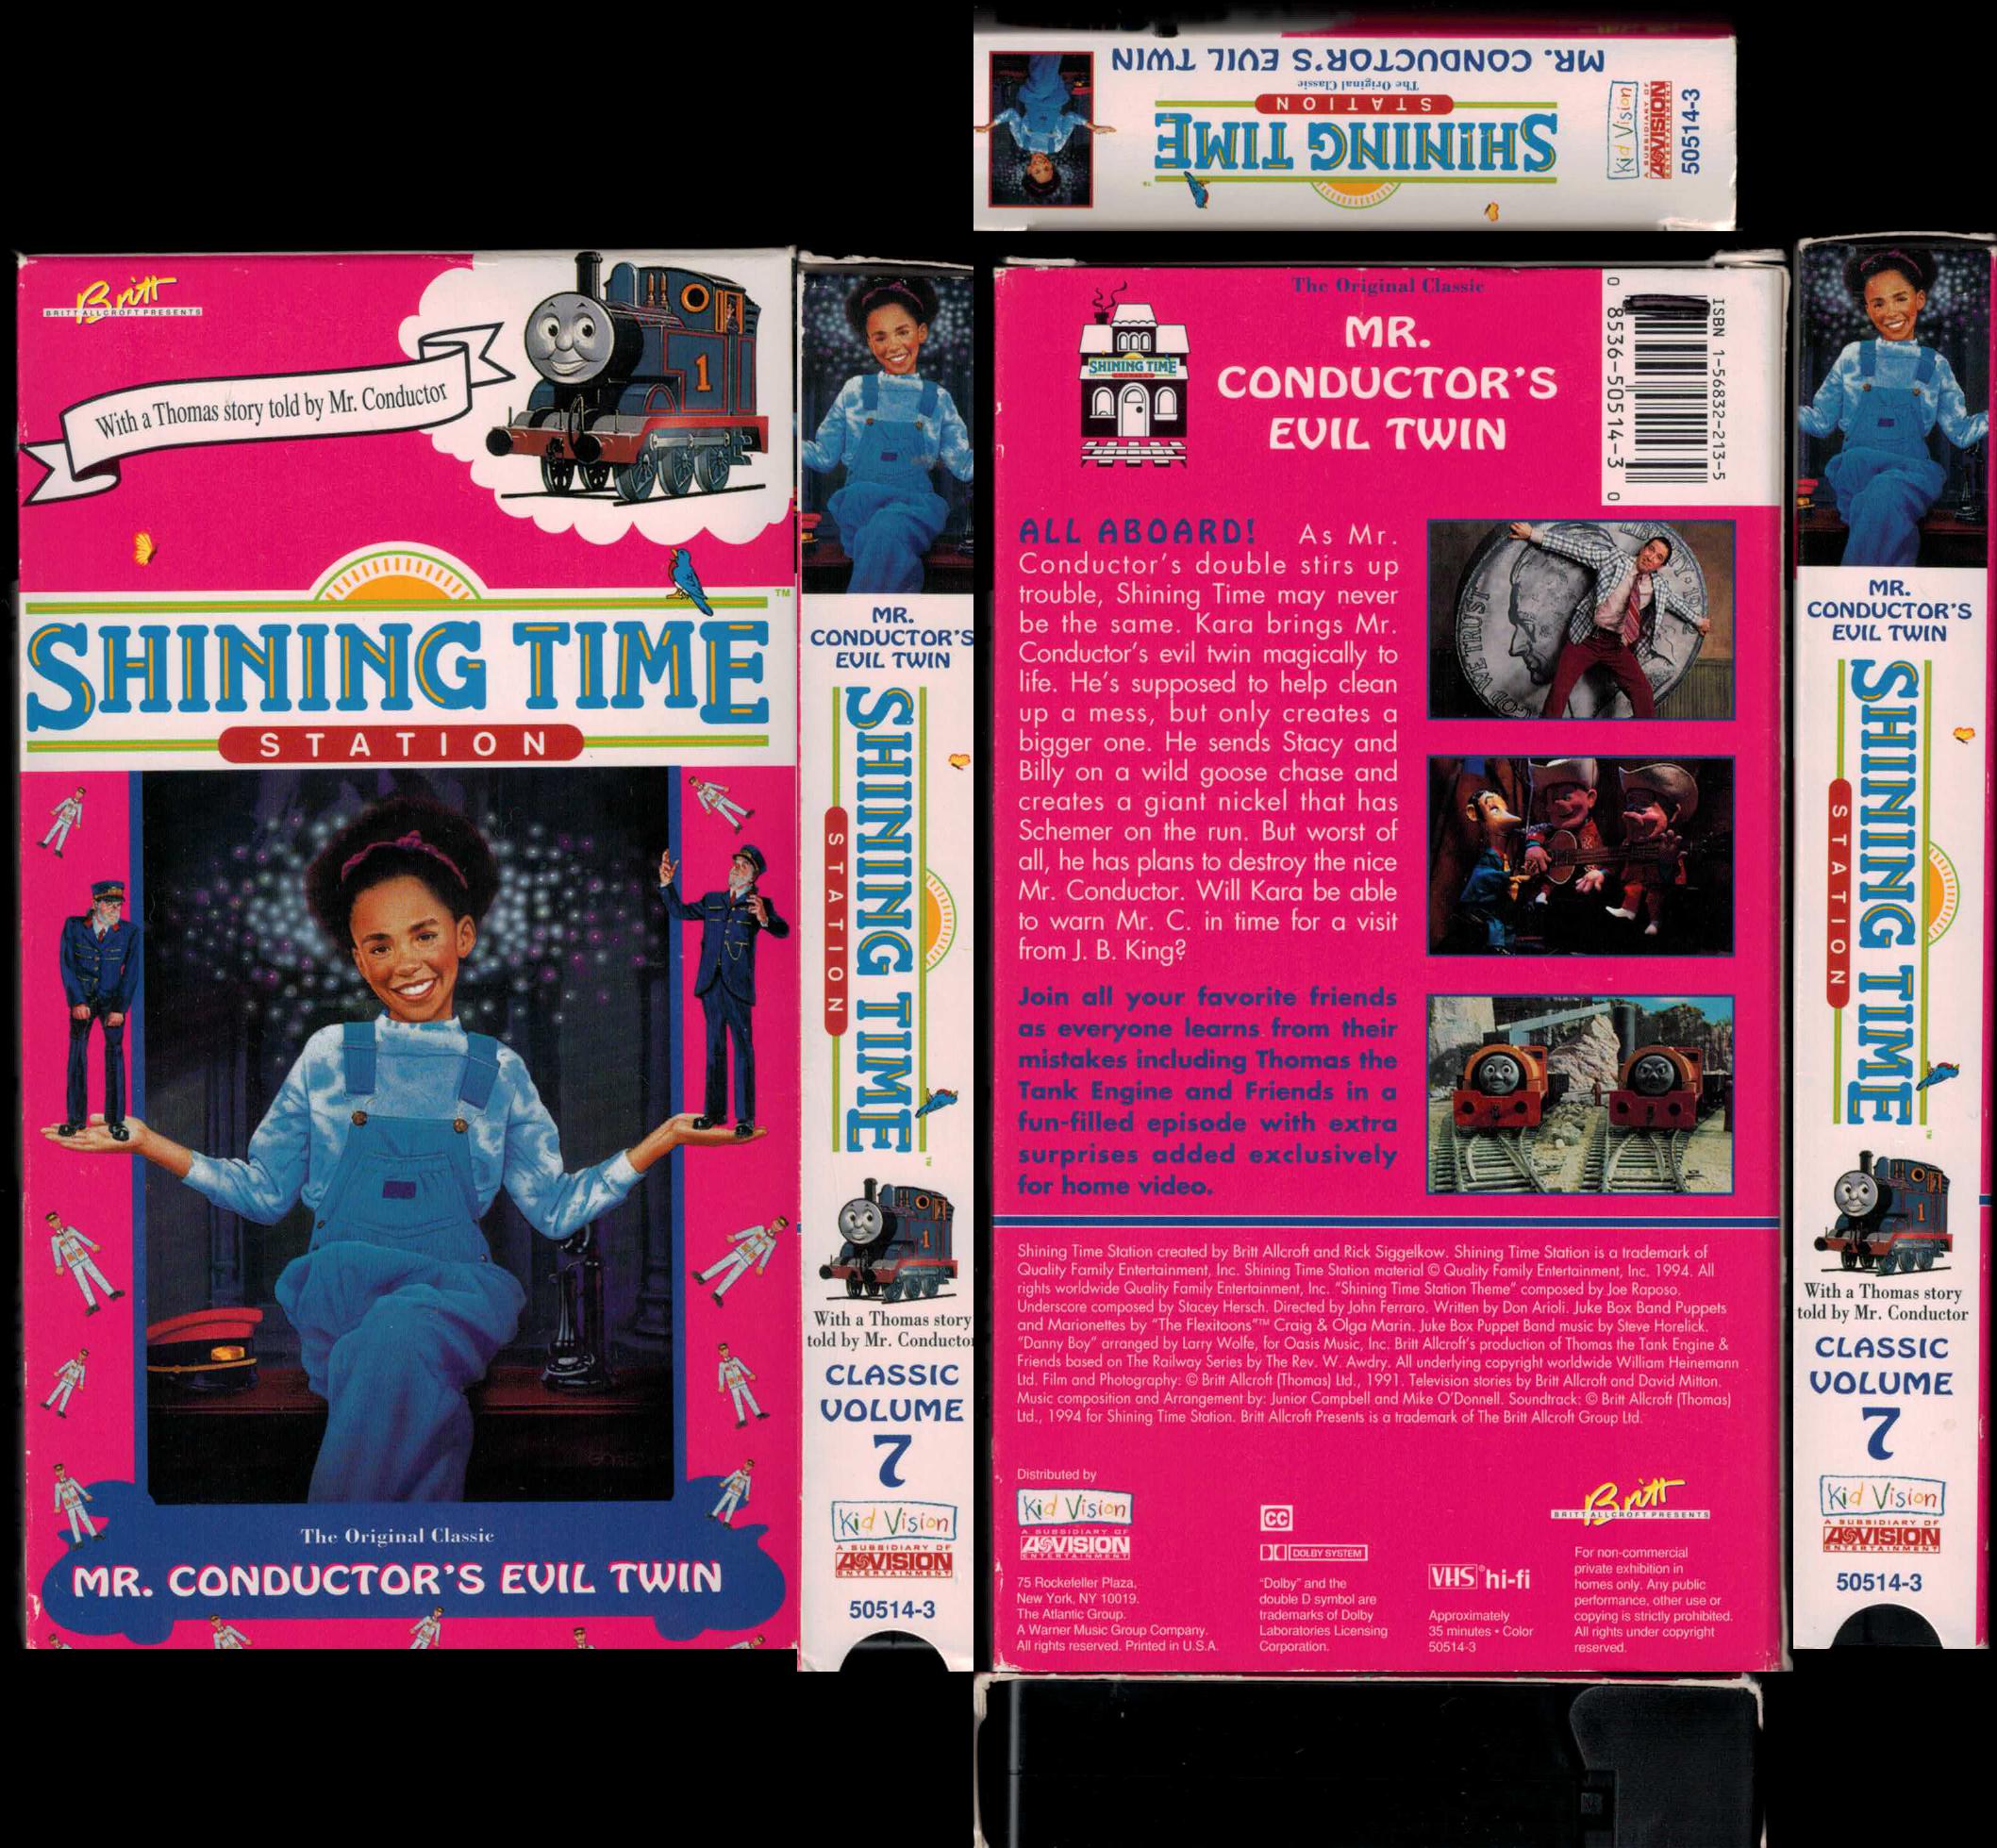 MR. CONDUCTOR'S EVIL TWIN
The Original Classic
STATION
SHINING TIME
TM
Kid Vision
A SUBSIDIARY OF
A★VISION
ENTERTAINMENT
50514-3
Britt
BRITT ALLCROFT PRESENTS
With a Thomas story told by Mr. Conductor
1
TM
SHINING TIME
STATION
The Original Classic
MR. CONDUCTOR'S EVIL TWIN
MR.
CONDUCTOR'S
EVIL TWIN
SHINING TIME
STATION
TM
1
With a Thomas story
told by Mr. Conducto
CLASSIC
VOLUME
7
Kid Vision
A SUBSIDIARY OF
A★VISION
ENTERTAINMENT
50514-3
The Original Classic
SHINING TIME
STATION
MR.
CONDUCTOR'S
EVIL TWIN
ISBN 1-56832-213-5
0 8536-50514-3 0
ALL ABOARD! As Mr.
Conductor's double stirs up
trouble, Shining Time may never
be the same. Kara brings Mr.
Conductor's evil twin magically to
life. He's supposed to help clean
up a mess, but only creates a
bigger one. He sends Stacy and
Billy on a wild goose chase and
creates a giant nickel that has
Schemer on the run. But worst of
all, he has plans to destroy the nice
Mr. Conductor. Will Kara be able
to warn Mr. C. in time for a visit
from J. B. King?
Join all your favorite friends
as everyone learns from their
mistakes including Thomas the
Tank Engine and Friends in a
fun-filled episode with extra
surprises added exclusively
for home video.
Shining Time Station created by Britt Allcroft and Rick Siggelkow. Shining Time Station is a trademark of
Quality Family Entertainment, Inc. Shining Time Station material © Quality Family Entertainment, Inc. 1994. All
rights worldwide Quality Family Entertainment, Inc. "Shining Time Station Theme" composed by Joe Raposo.
Underscore composed by Stacey Hersch. Directed by John Ferraro. Written by Don Arioli. Juke Box Band Puppets
and Marionettes by "The Flexitoons"™ Craig & Olga Marin. Juke Box Puppet Band music by Steve Horelick.
"Danny Boy" arranged by Larry Wolfe, for Oasis Music, Inc. Britt Allcroft's production of Thomas the Tank Engine &
Friends based on The Railway Series by The Rev. W. Awdry. All underlying copyright worldwide William Heinemann
Ltd. Film and Photography: © Britt Allcroft (Thomas) Ltd., 1991. Television stories by Britt Allcroft and David Mitton.
Music composition and Arrangement by: Junior Campbell and Mike O'Donnell. Soundtrack: © Britt Allcroft (Thomas)
Ltd., 1994 for Shining Time Station. Britt Allcroft Presents is a trademark of The Britt Allcroft Group Ltd.
Distributed by
Kid Vision
A SUBSIDIARY OF
A★VISION
ENTERTAINMENT
75 Rockefeller Plaza,
New York, NY 10019.
The Atlantic Group.
A Warner Music Group Company.
All rights reserved. Printed in U.S.A.
CC
DOLBY SYSTEM
"Dolby" and the
double D symbol are
trademarks of Dolby
Laboratories Licensing
Corporation.
VHS® hi-fi
Approximately
35 minutes • Color
50514-3
Britt
BRITT ALLCROFT PRESENTS
For non-commercial
private exhibition in
homes only. Any public
performance, other use or
copying is strictly prohibited.
All rights under copyright
reserved.
MR.
CONDUCTOR'S
EVIL TWIN
SHINING TIME
STATION
TM
1
With a Thomas story
told by Mr. Conductor
CLASSIC
VOLUME
7
Kid Vision
A SUBSIDIARY OF
A★VISION
ENTERTAINMENT
50514-3